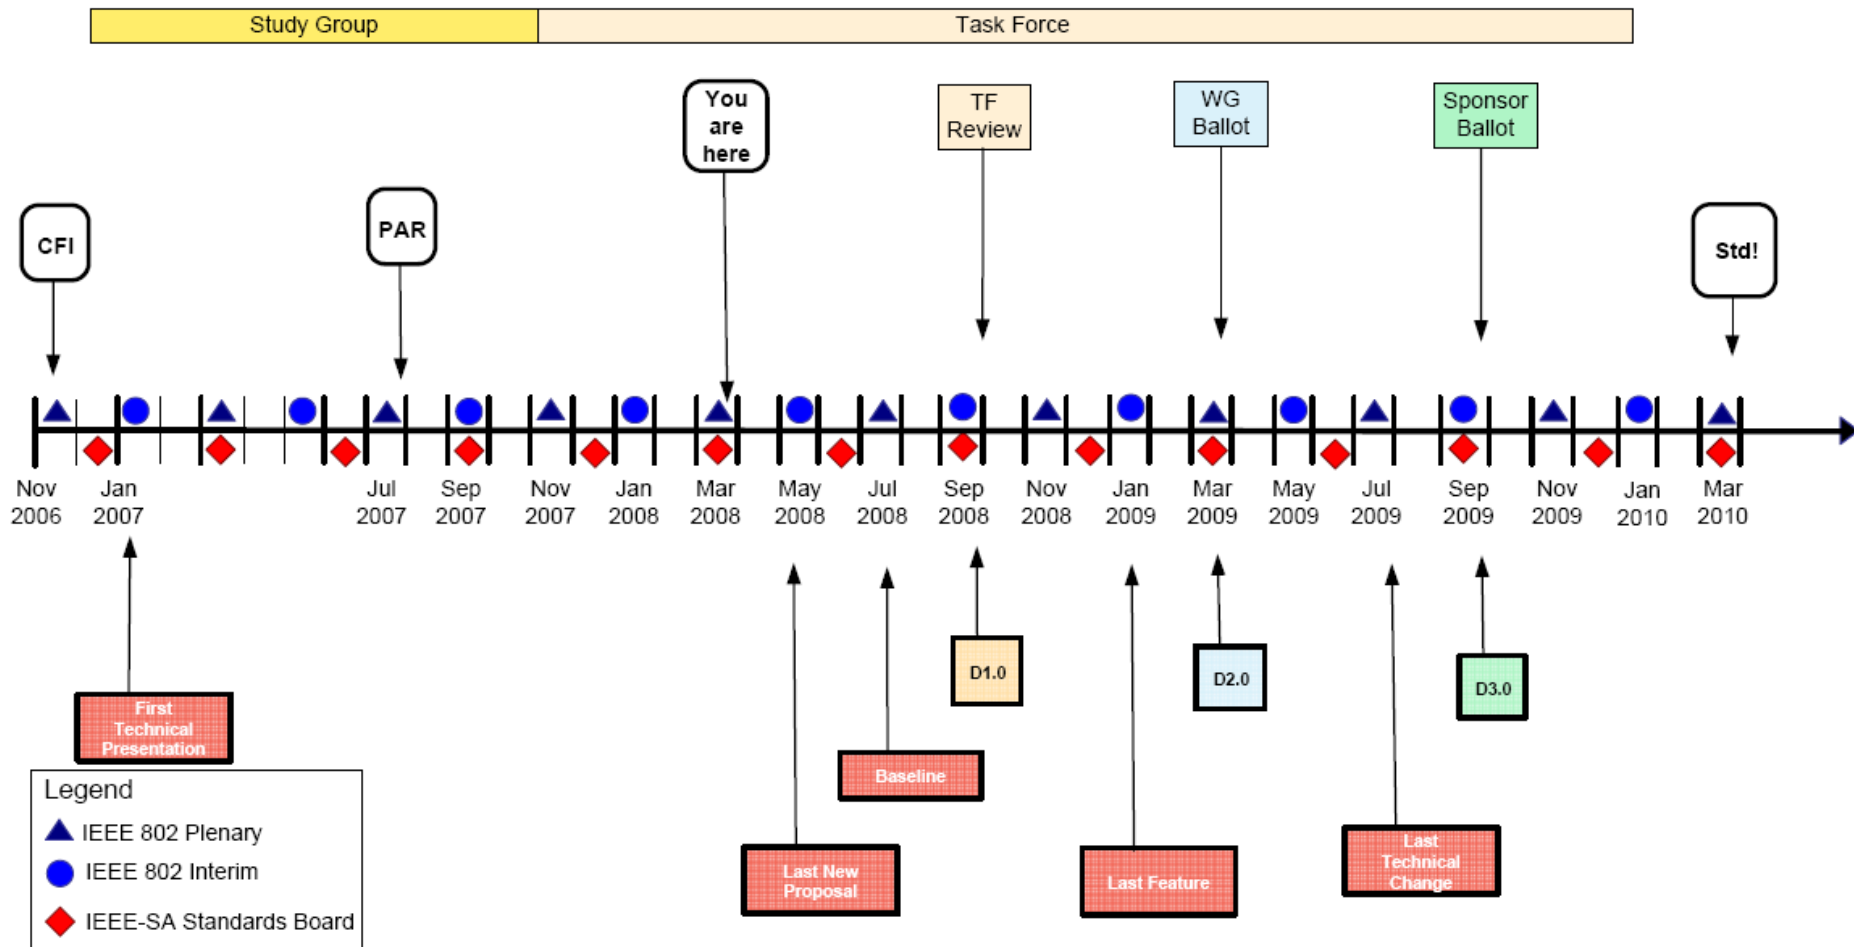 Study Group
Task Force
You
are
here
TF
Review
WG
Ballot
Sponsor
Ballot
CFI
PAR
Std!
Nov
2006
Jan
2007
Jul
2007
Sep
2007
Nov
2007
Jan
2008
Mar
2008
May
2008
Jul
2008
Sep
2008
Nov
2008
Jan
2009
Mar
2009
May
2009
Jul
2009
Sep
2009
Nov
2009
Jan
2010
Mar
2010
First
Technical
Presentation
D1.0
D2.0
D3.0
Baseline
Last New
Proposal
Last Feature
Last
Technical
Change
Legend
IEEE 802 Plenary
IEEE 802 Interim
IEEE-SA Standards Board